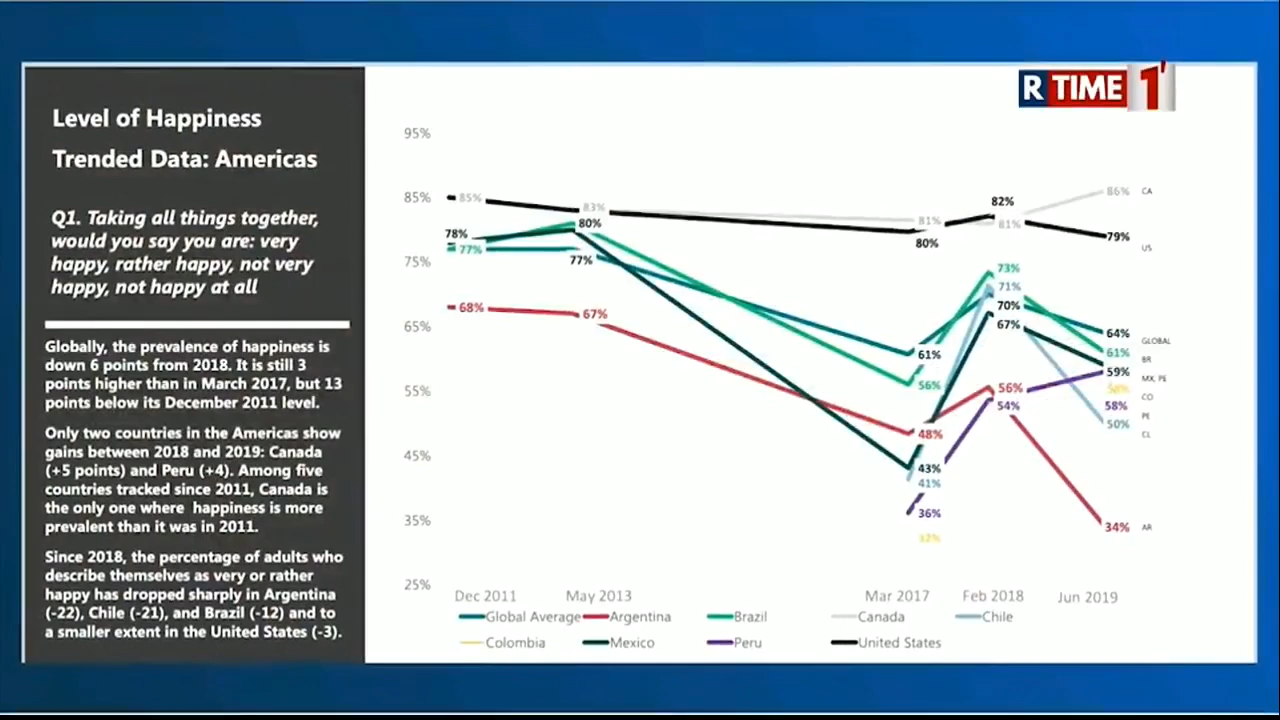 R TIME 1
Level of Happiness
Trended Data: Americas
Q1. Taking all things together,
would you say you are: very
happy, rather happy, not very
happy, not happy at all
Globally, the prevalence of happiness is
down 6 points from 2018. It is still 3
points higher than in March 2017, but 13
points below its December 2011 level.
Only two countries in the Americas show
gains between 2018 and 2019: Canada
(+5 points) and Peru (+4). Among five
countries tracked since 2011, Canada is
the only one where happiness is more
prevalent than it was in 2011.
Since 2018, the percentage of adults who
describe themselves as very or rather
happy has dropped sharply in Argentina
(-22), Chile (-21), and Brazil (-12) and to
a smaller extent in the United States (-3).
95%
85%
75%
65%
55%
45%
35%
25%
85%
78%
77%
68%
83%
80%
77%
67%
81%
80%
61%
56%
48%
43%
41%
36%
32%
82%
81%
73%
71%
70%
67%
56%
54%
86%
79%
64%
61%
59%
58%
50%
34%
CA
US
GLOBAL
BR
MX, PE
CO
PE
CL
AR
Dec 2011 May 2013 Mar 2017 Feb 2018 Jun 2019
Global Average Argentina Brazil Canada Chile
Colombia Mexico Peru United States